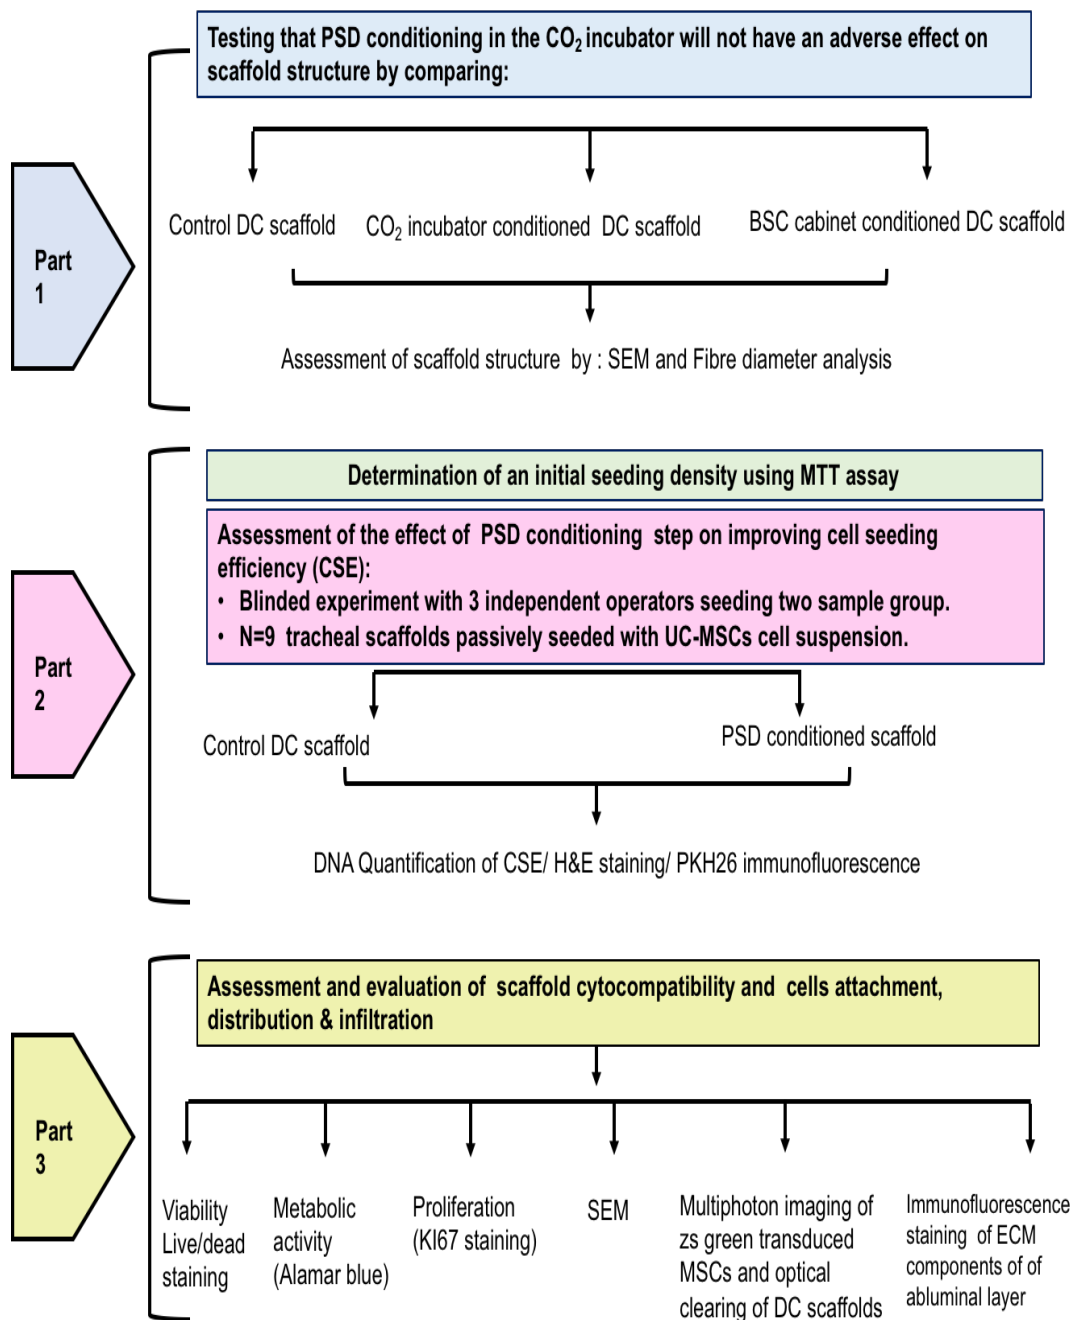 Testing that PSD conditioning in the CO2 incubator will not have an adverse effect on
scaffold structure by comparing:
Part
1
Control DC scaffold
CO2 incubator conditioned DC scaffold
BSC cabinet conditioned DC scaffold
Assessment of scaffold structure by : SEM and Fibre diameter analysis
Part
2
Determination of an initial seeding density using MTT assay
Assessment of the effect of PSD conditioning step on improving cell seeding
efficiency (CSE):
• Blinded experiment with 3 independent operators seeding two sample group.
• N=9 tracheal scaffolds passively seeded with UC-MSCs cell suspension.
Control DC scaffold
PSD conditioned scaffold
DNA Quantification of CSE/ H&E staining/ PKH26 immunofluorescence
Part
3
Assessment and evaluation of scaffold cytocompatibility and cells attachment,
distribution & infiltration
Viability
Live/dead
staining
Metabolic
activity
(Alamar blue)
Proliferation
(KI67 staining)
SEM
Multiphoton imaging of
zs green transduced
MSCs and optical
clearing of DC scaffolds
Immunofluorescence
staining of ECM
components of of
abluminal layer